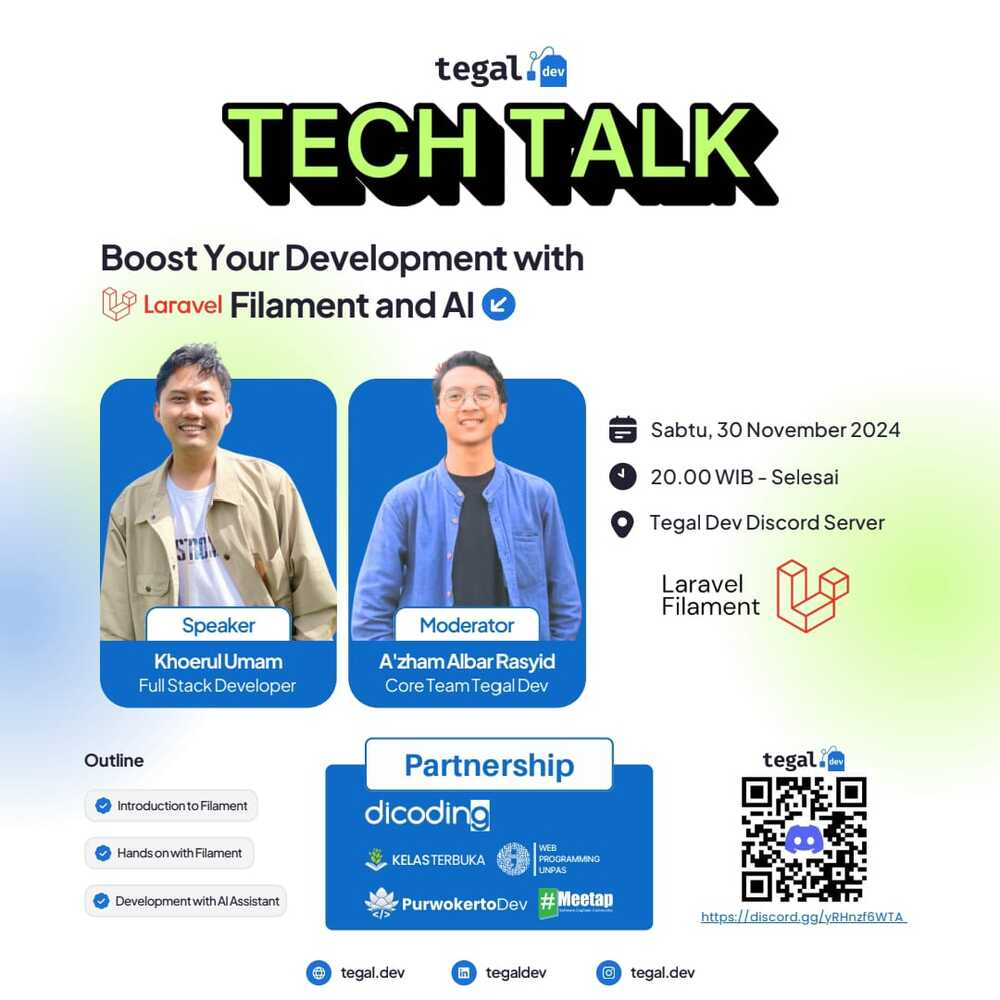 tegal dev
TECH TALK
Boost Your Development with
Laravel Filament and AI
Sabtu, 30 November 2024
20.00 WIB - Selesai
Tegal Dev Discord Server
Laravel
Filament
Speaker
Khoerul Umam
Full Stack Developer
Moderator
A'zham Albar Rasyid
Core Team Tegal Dev
Outline
Introduction to Filament
Hands on with Filament
Development with AI Assistant
Partnership
dicoding
KELASTERBUKA
WEB
PROGRAMMING
UNPAS
PurwokertoDev
#Meetap
tegal dev
https://discord.gg/yRHnzf6WTA
tegal.dev
tegaldev
tegal.dev